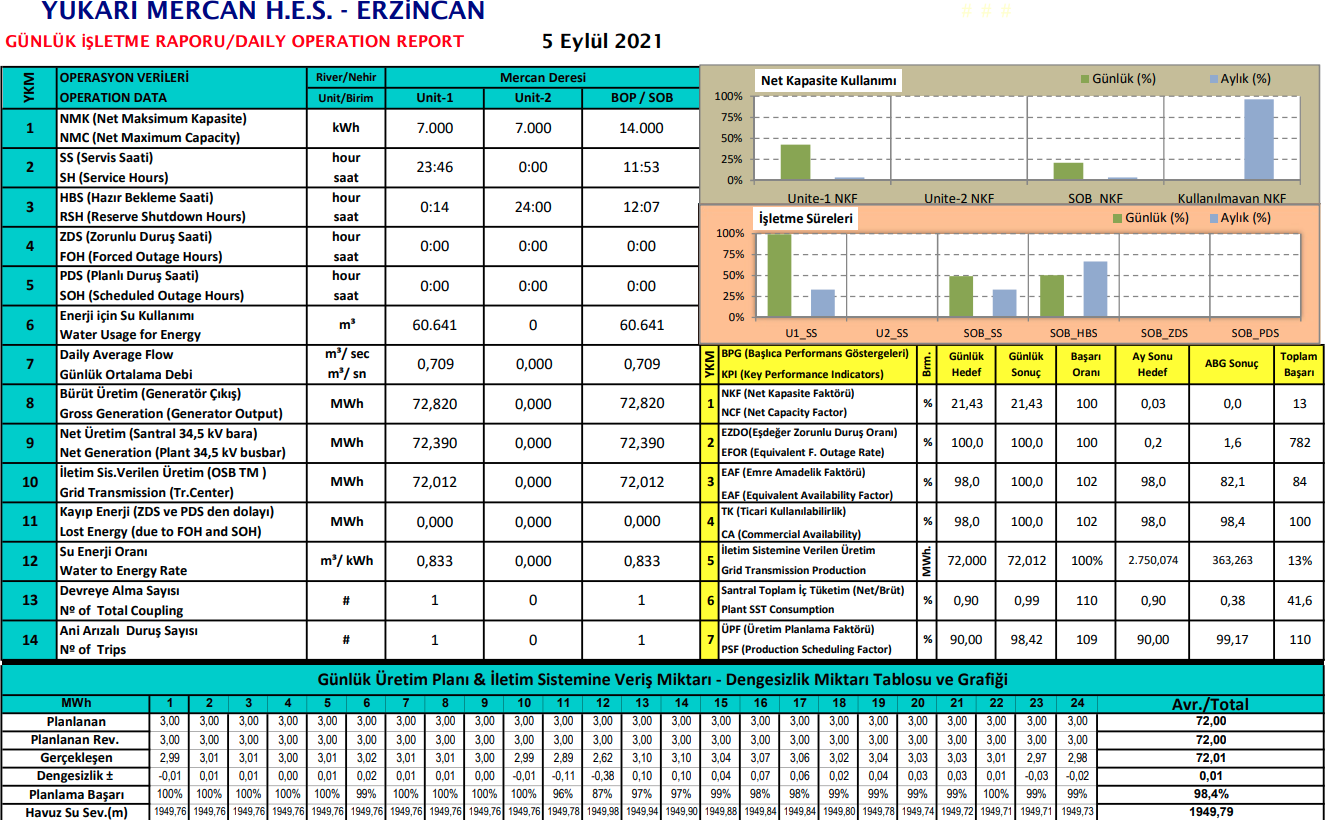 YUKARI MERCAN H.E.S. - ERZİNCAN
# # #
GÜNLÜK işLETME RAPORU/DAILY OPERATION REPORT 5 Eylül 2021
YKM OPERASYON VERİLERİ River/Nehir Mercan Deresi
OPERATION DATA Unit/Birim Unit-1 Unit-2 BOP / SOB
1 NMK (Net Maksimum Kapasite) kWh 7.000 7.000 14.000
NMC (Net Maximum Capacity)
2 SS (Servis Saati) hour 23:46 0:00 11:53
SH (Service Hours) saat
3 HBS (Hazır Bekleme Saati) hour 0:14 24:00 12:07
RSH (Reserve Shutdown Hours) saat
4 ZDS (Zorunlu Duruş Saati) hour 0:00 0:00 0:00
FOH (Forced Outage Hours) saat
5 PDS (Planlı Duruş Saati) hour 0:00 0:00 0:00
SOH (Scheduled Outage Hours) saat
6 Enerji için Su Kullanımı m³ 60.641 0 60.641
Water Usage for Energy
7 Daily Average Flow m³/ sec 0,709 0,000 0,709
Günlük Ortalama Debi m³/ sn
8 Bürüt Üretim (Generatör Çıkış) MWh 72,820 0,000 72,820
Gross Generation (Generator Output)
9 Net Üretim (Santral 34,5 kV bara) MWh 72,390 0,000 72,390
Net Generation (Plant 34,5 kV busbar)
10 İletim Sis.Verilen Üretim (OSB TM ) MWh 72,012 0,000 72,012
Grid Transmission (Tr.Center)
11 Kayıp Enerji (ZDS ve PDS den dolayı) MWh 0,000 0,000 0,000
Lost Energy (due to FOH and SOH)
12 Su Enerji Oranı m³/ kWh 0,833 0,000 0,833
Water to Energy Rate
13 Devreye Alma Sayısı # 1 0 1
Nº of Total Coupling
14 Ani Arızalı Duruş Sayısı # 1 0 1
Nº of Trips
Net Kapasite Kullanımı Günlük (%) Aylık (%)
100%
75%
50%
25%
0%
Unite-1 NKF Unite-2 NKF SOB_NKF Kullanılmayan NKF
İşletme Süreleri Günlük (%) Aylık (%)
100%
75%
50%
25%
0%
U1_SS U2_SS SOB_SS SOB_HBS SOB_ZDS SOB_PDS
YKM BPG (Başlıca Performans Göstergeleri) Brm. Günlük Günlük Başarı Ay Sonu ABG Sonuç Toplam
KPI (Key Performance Indicators) Hedef Sonuç Oranı Hedef Başarı
1 NKF (Net Kapasite Faktörü) % 21,43 21,43 100 0,03 0,0 13
NCF (Net Capacity Factor)
2 EZDO(Eşdeğer Zorunlu Duruş Oranı) % 100,0 100,0 100 0,2 1,6 782
EFOR (Equivalent F. Outage Rate)
3 EAF (Emre Amadelik Faktörü) % 98,0 100,0 102 98,0 82,1 84
EAF (Equivalent Availability Factor)
4 TK (Ticari Kullanılabilirlik) % 98,0 100,0 102 98,0 98,4 100
CA (Commercial Availability)
5 İletim Sistemine Verilen Üretim MWh. 72,000 72,012 100% 2.750,074 363,263 13%
Grid Transmission Production
6 Santral Toplam İç Tüketim (Net/Brüt) % 0,90 0,99 110 0,90 0,38 41,6
Plant SST Consumption
7 ÜPF (Üretim Planlama Faktörü) % 90,00 98,42 109 90,00 99,17 110
PSF (Production Scheduling Factor)
Günlük Üretim Planı & İletim Sistemine Veriş Miktarı - Dengesizlik Miktarı Tablosu ve Grafiği
MWh 1 2 3 4 5 6 7 8 9 10 11 12 13 14 15 16 17 18 19 20 21 22 23 24 Avr./Total
Planlanan 3,00 3,00 3,00 3,00 3,00 3,00 3,00 3,00 3,00 3,00 3,00 3,00 3,00 3,00 3,00 3,00 3,00 3,00 3,00 3,00 3,00 3,00 3,00 3,00 72,00
Planlanan Rev. 3,00 3,00 3,00 3,00 3,00 3,00 3,00 3,00 3,00 3,00 3,00 3,00 3,00 3,00 3,00 3,00 3,00 3,00 3,00 3,00 3,00 3,00 3,00 3,00 72,00
Gerçekleşen 2,99 3,01 3,01 3,00 3,01 3,02 3,01 3,01 3,00 2,99 2,89 2,62 3,10 3,10 3,04 3,07 3,06 3,02 3,04 3,03 3,03 3,01 2,97 2,98 72,01
Dengesizlik ± -0,01 0,01 0,01 0,00 0,01 0,02 0,01 0,01 0,00 -0,01 -0,11 -0,38 0,10 0,10 0,04 0,07 0,06 0,02 0,04 0,03 0,03 0,01 -0,03 -0,02 0,01
Planlama Başarı 100% 100% 100% 100% 100% 99% 100% 100% 100% 100% 96% 87% 97% 97% 99% 98% 98% 99% 99% 99% 99% 100% 99% 99% 98,4%
Havuz Su Sev.(m) 1949,76 1949,76 1949,76 1949,76 1949,76 1949,76 1949,76 1949,76 1949,76 1949,76 1949,78 1949,98 1949,94 1949,90 1949,88 1949,84 1949,84 1949,80 1949,78 1949,74 1949,72 1949,71 1949,71 1949,73 1949,79